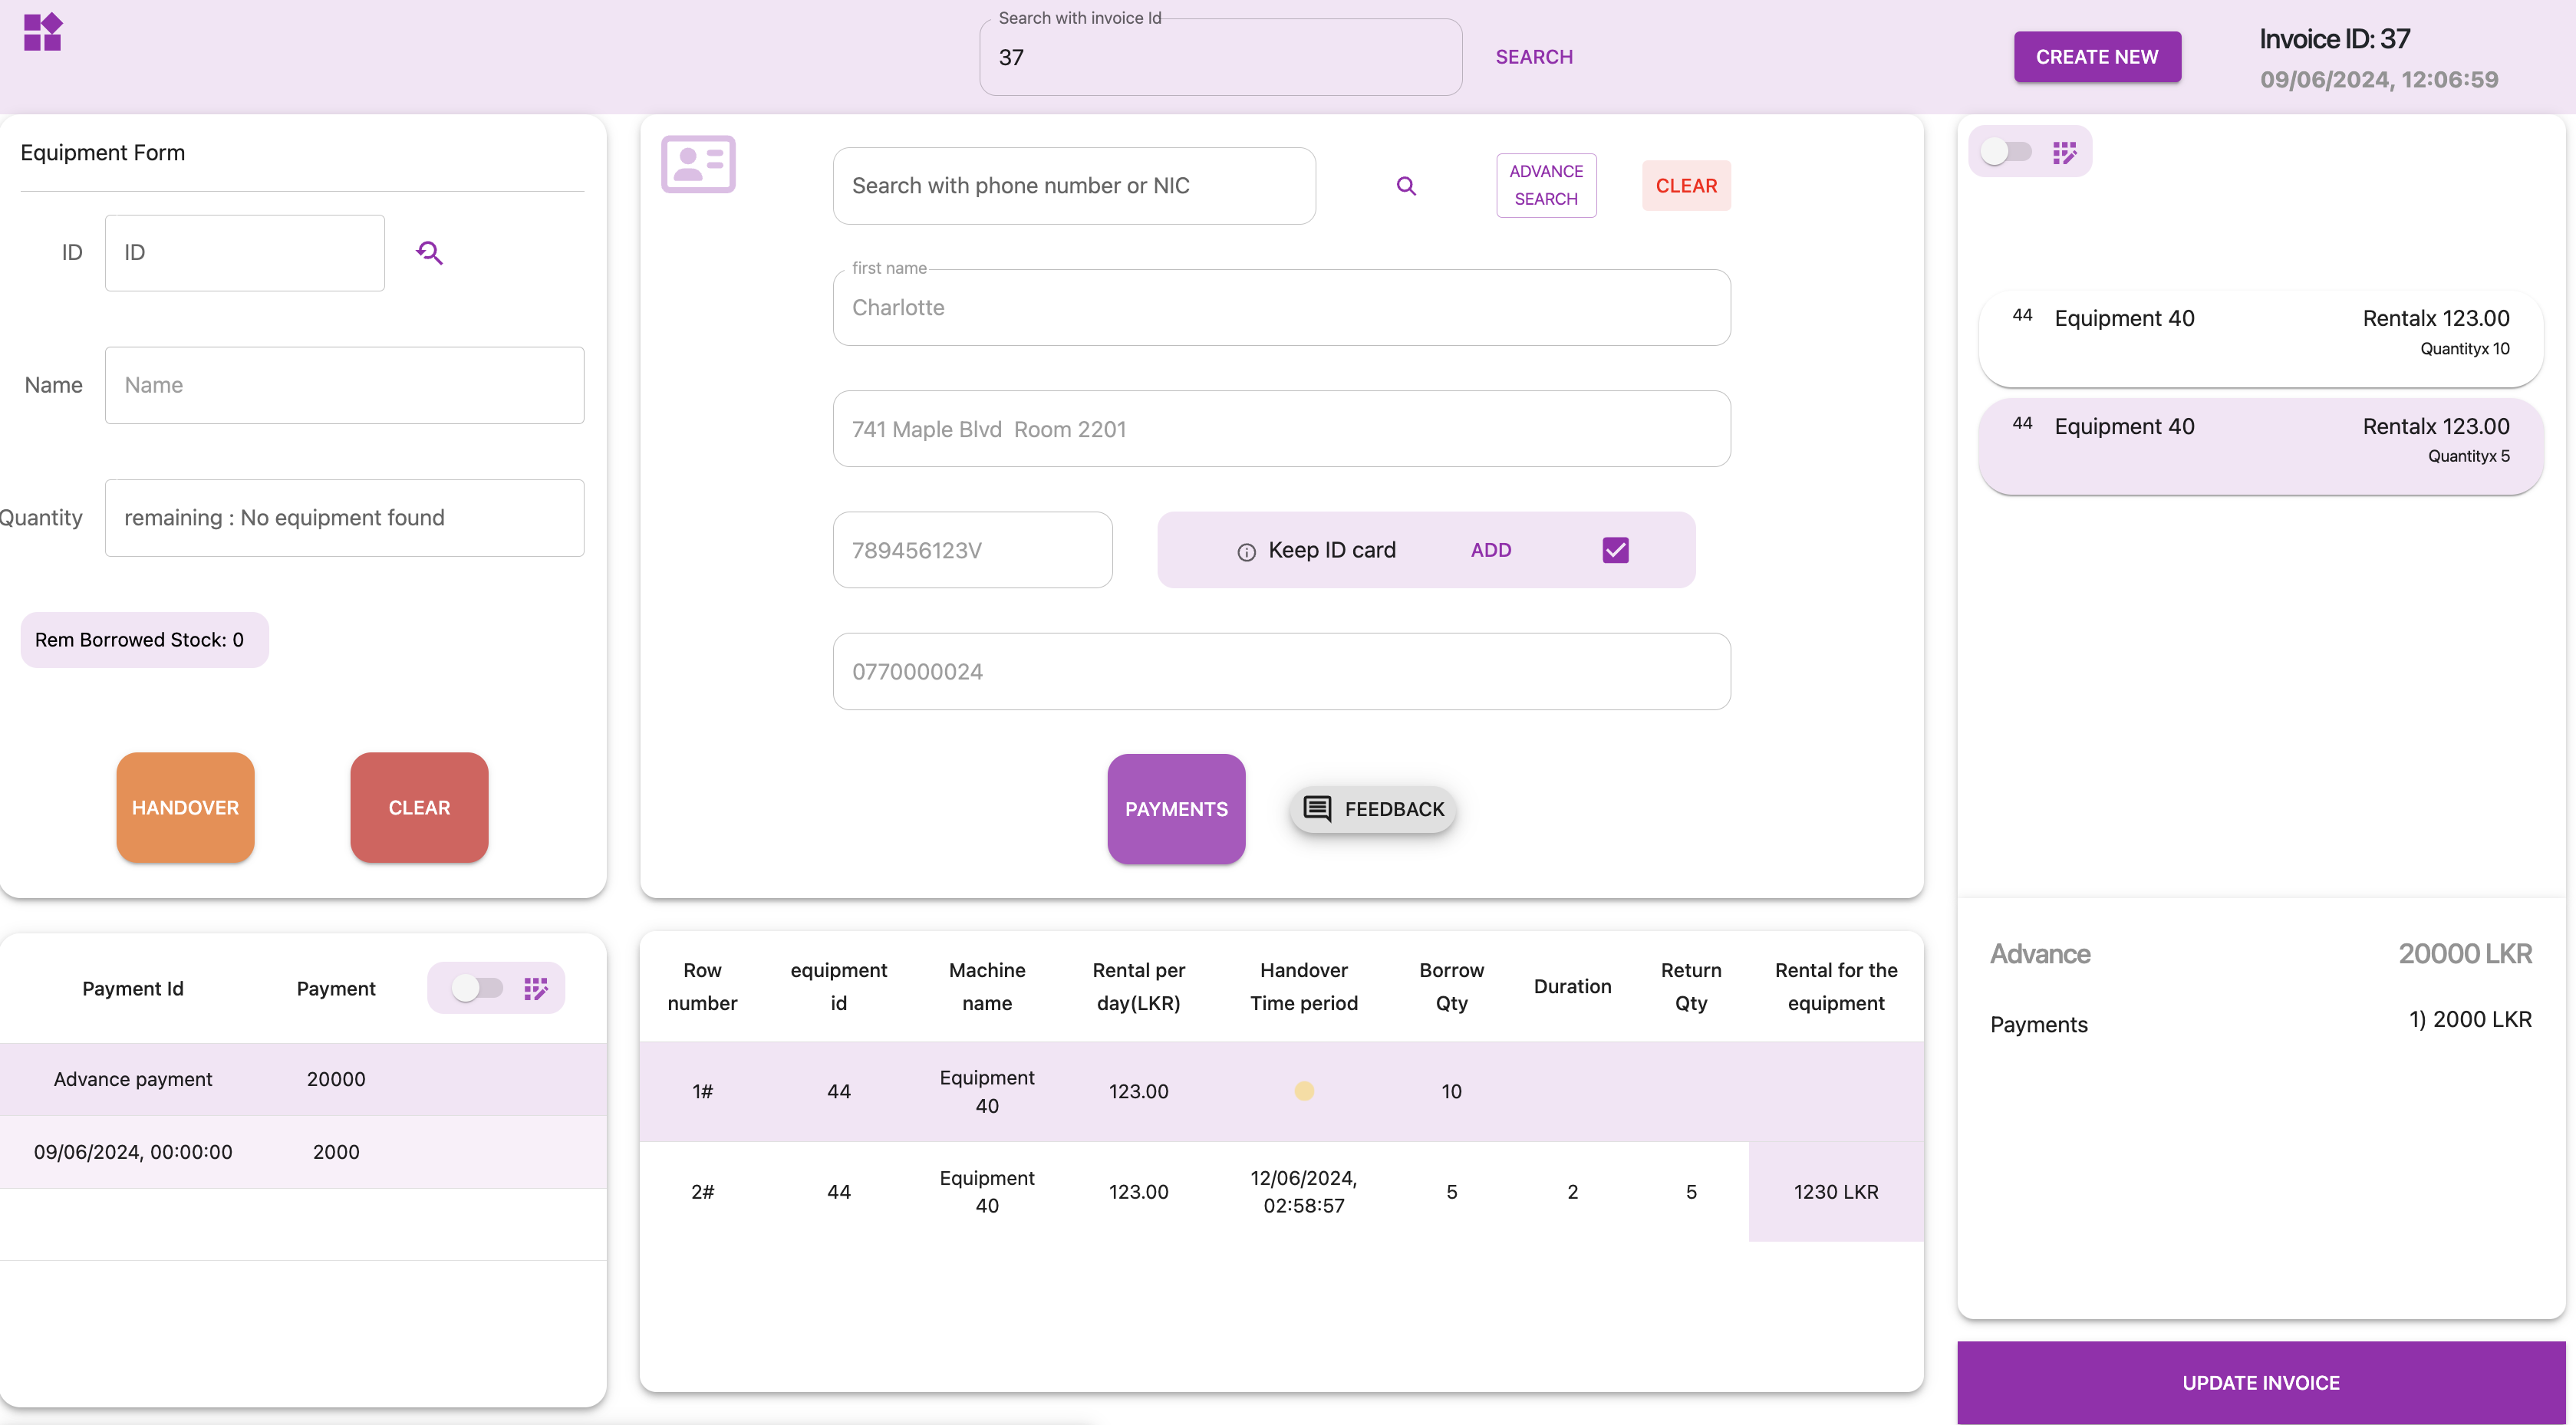 Search with invoice Id
37
SEARCH
CREATE NEW
Invoice ID: 37
09/06/2024, 12:06:59
Equipment Form
ID
ID
Name
Name
Quantity
remaining : No equipment found
Rem Borrowed Stock: 0
HANDOVER
CLEAR
Search with phone number or NIC
ADVANCE
SEARCH
CLEAR
first name
Charlotte
741 Maple Blvd  Room 2201
789456123V
Keep ID card
ADD
0770000024
PAYMENTS
FEEDBACK
44 Equipment 40 Rentalx 123.00
Quantityx 10
44 Equipment 40 Rentalx 123.00
Quantityx 5
Payment Id Payment
Advance payment 20000
09/06/2024, 00:00:00 2000
Row number equipment id Machine name Rental per day(LKR) Handover Time period Borrow Qty Duration Return Qty Rental for the equipment
1# 44 Equipment 40 123.00 10
2# 44 Equipment 40 123.00 12/06/2024, 02:58:57 5 2 5 1230 LKR
Advance 20000 LKR
Payments 1) 2000 LKR
UPDATE INVOICE